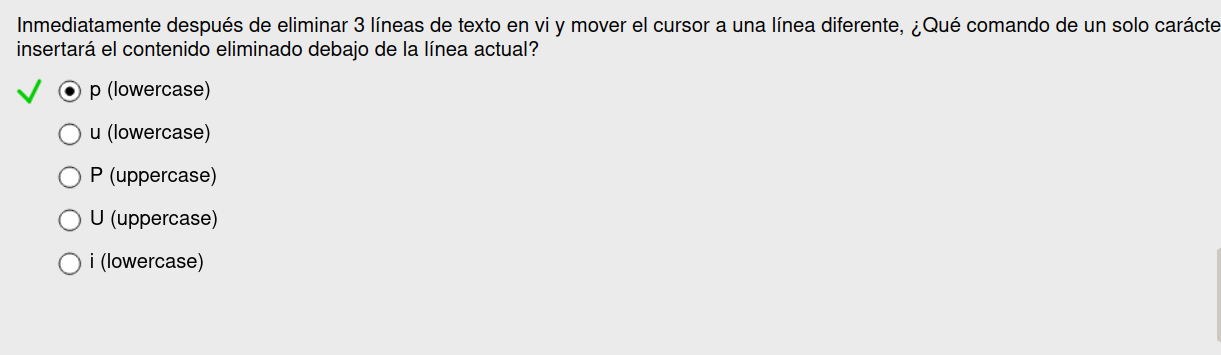 Inmediatamente después de eliminar 3 líneas de texto en vi y mover el cursor a una línea diferente, ¿Qué comando de un solo carácte
insertará el contenido eliminado debajo de la línea actual?
p (lowercase)
u (lowercase)
P (uppercase)
U (uppercase)
i (lowercase)